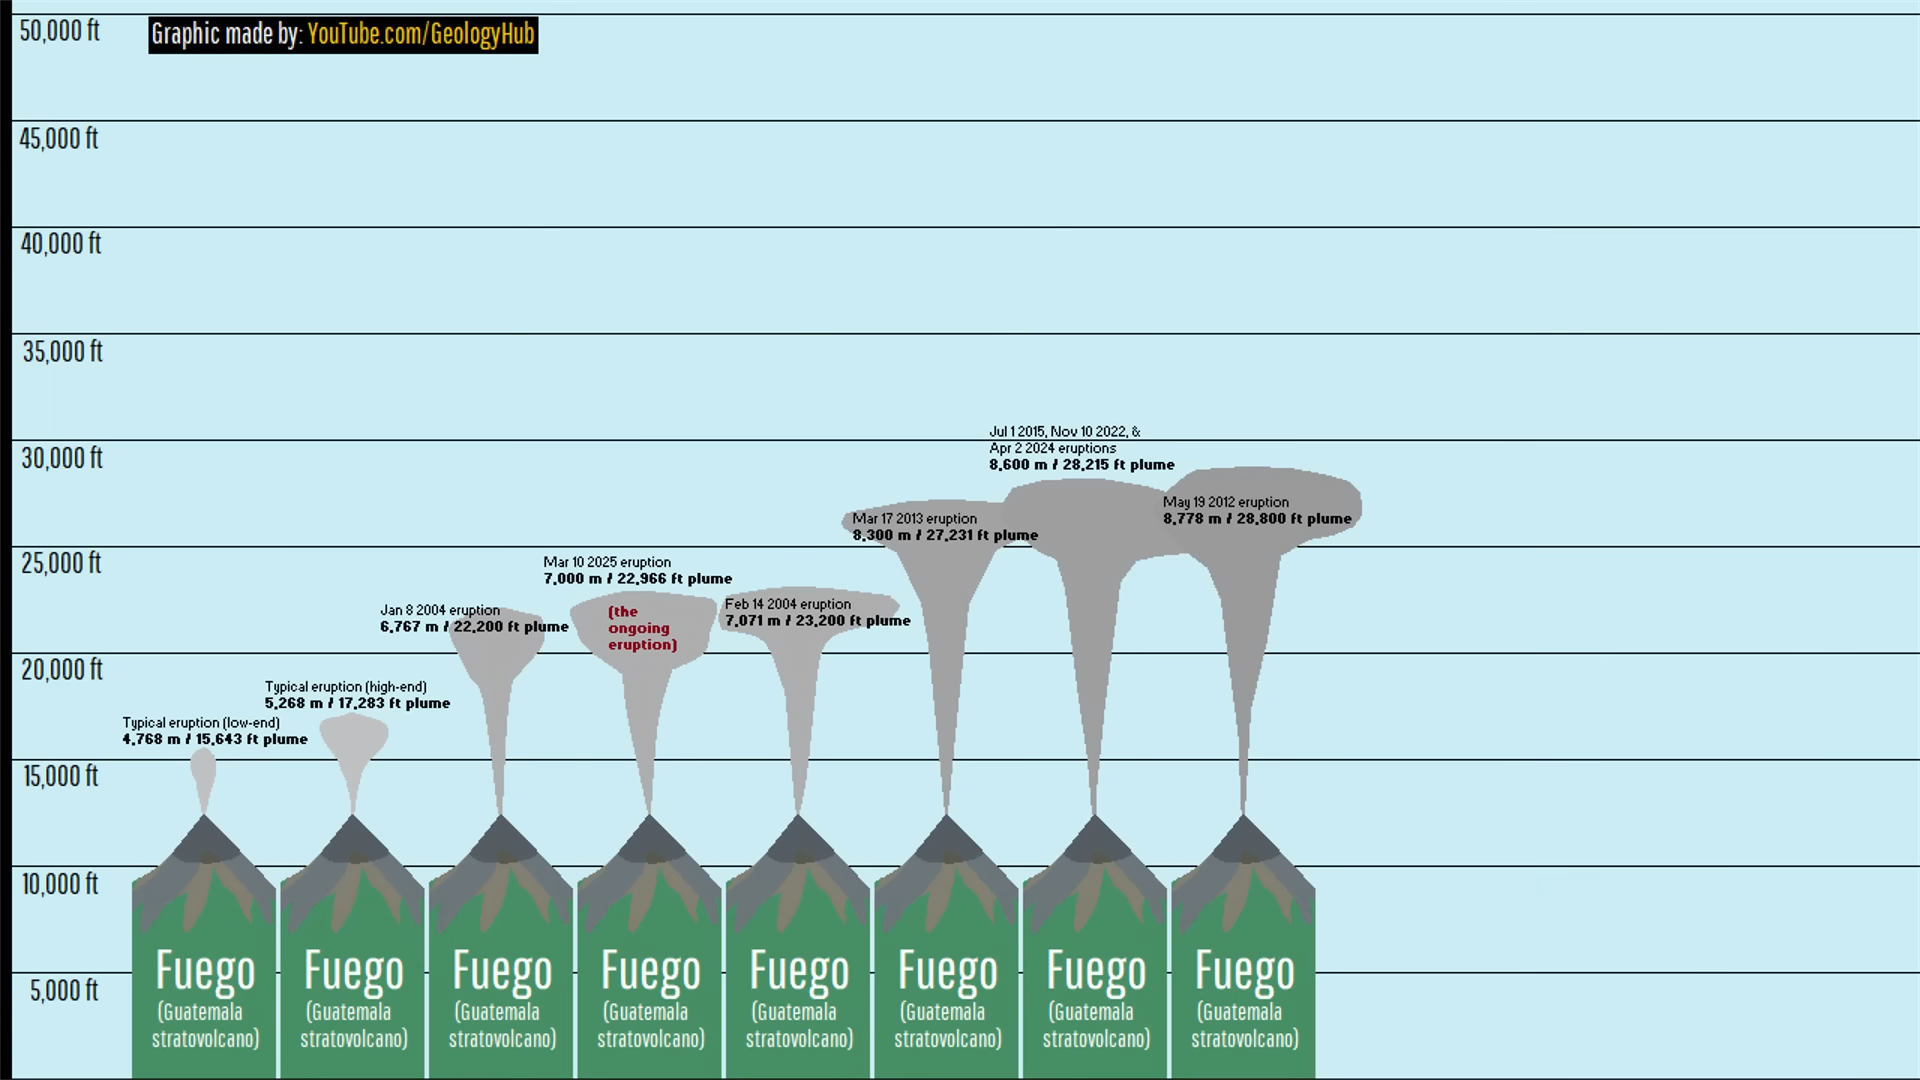 50,000 ft
Graphic made by: YouTube.com/GeologyHub
45,000 ft
40,000 ft
35,000 ft
30,000 ft
25,000 ft
20,000 ft
15,000 ft
10,000 ft
5,000 ft
Typical eruption (low-end)
4,768 m / 15,643 ft plume
Typical eruption (high-end)
5,268 m / 17,283 ft plume
Jan 8 2004 eruption
6,767 m / 22,200 ft plume
Mar 10 2025 eruption
7,000 m / 22,966 ft plume
(the
ongoing
eruption)
Feb 14 2004 eruption
7,071 m / 23,200 ft plume
Mar 17 2013 eruption
8,300 m / 27,231 ft plume
Jul 1 2015, Nov 10 2022, &
Apr 2 2024 eruptions
8,600 m / 28,215 ft plume
May 19 2012 eruption
8,778 m / 28,800 ft plume
Fuego
(Guatemala
stratovolcano)
Fuego
(Guatemala
stratovolcano)
Fuego
(Guatemala
stratovolcano)
Fuego
(Guatemala
stratovolcano)
Fuego
(Guatemala
stratovolcano)
Fuego
(Guatemala
stratovolcano)
Fuego
(Guatemala
stratovolcano)
Fuego
(Guatemala
stratovolcano)